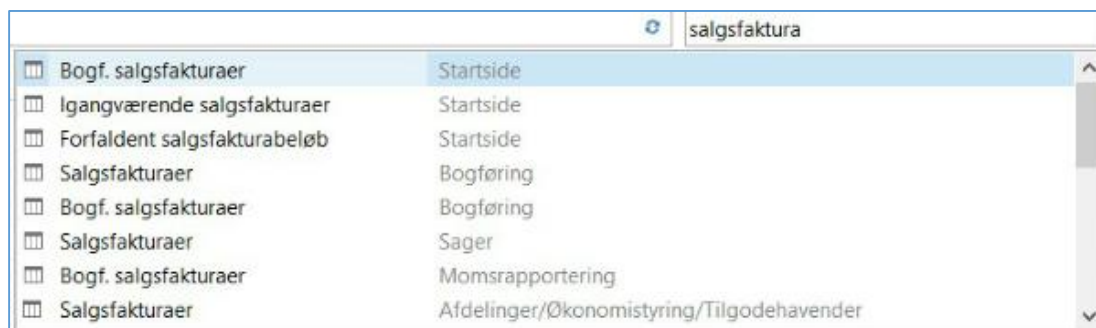 salgsfaktura
Bogf. salgsfakturaer Startside
Igangværende salgsfakturaer Startside
Forfaldent salgsfakturabeløb Startside
Salgsfakturaer Bogføring
Bogf. salgsfakturaer Bogføring
Salgsfakturaer Sager
Bogf. salgsfakturaer Momsrapportering
Salgsfakturaer Afdelinger/Økonomistyring/Tilgodehavender